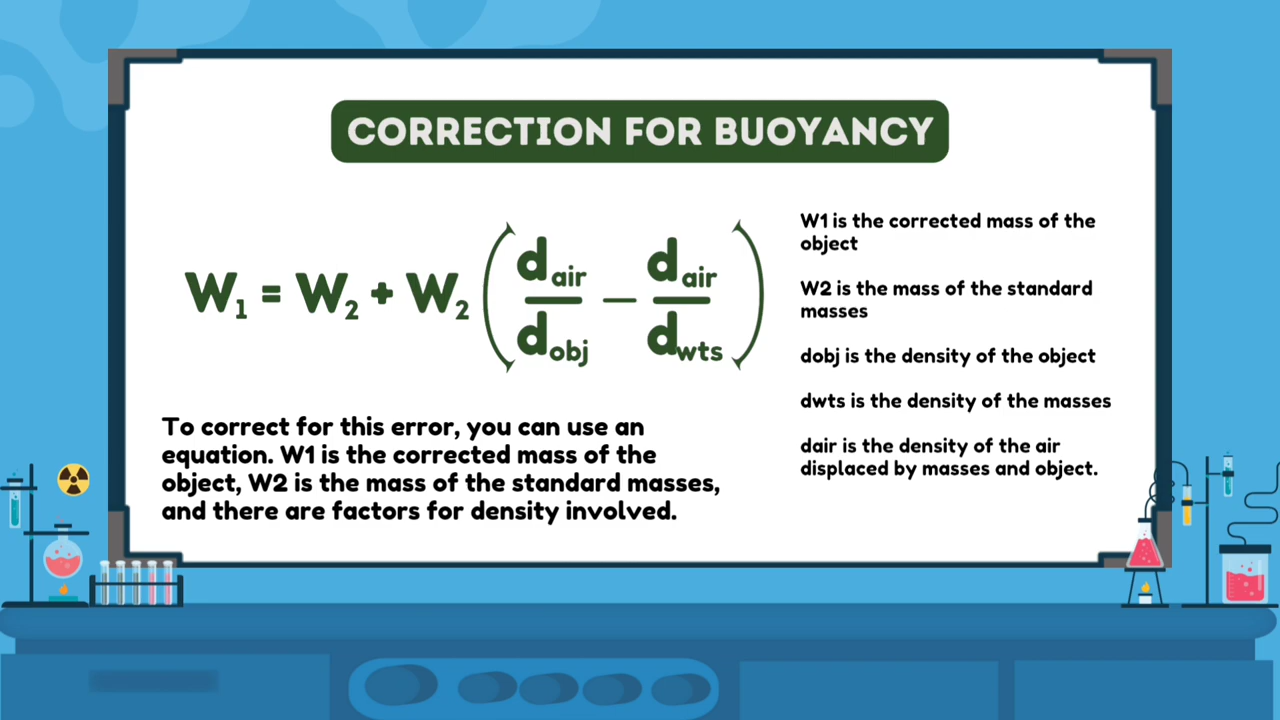 CORRECTION FOR BUOYANCY
W₁ = W₂ + W₂ (d air / d obj − d air / d wts)
W1 is the corrected mass of the
object
W2 is the mass of the standard
masses
dobj is the density of the object
dwts is the density of the masses
dair is the density of the air
displaced by masses and object.
To correct for this error, you can use an
equation. W1 is the corrected mass of the
object, W2 is the mass of the standard masses,
and there are factors for density involved.